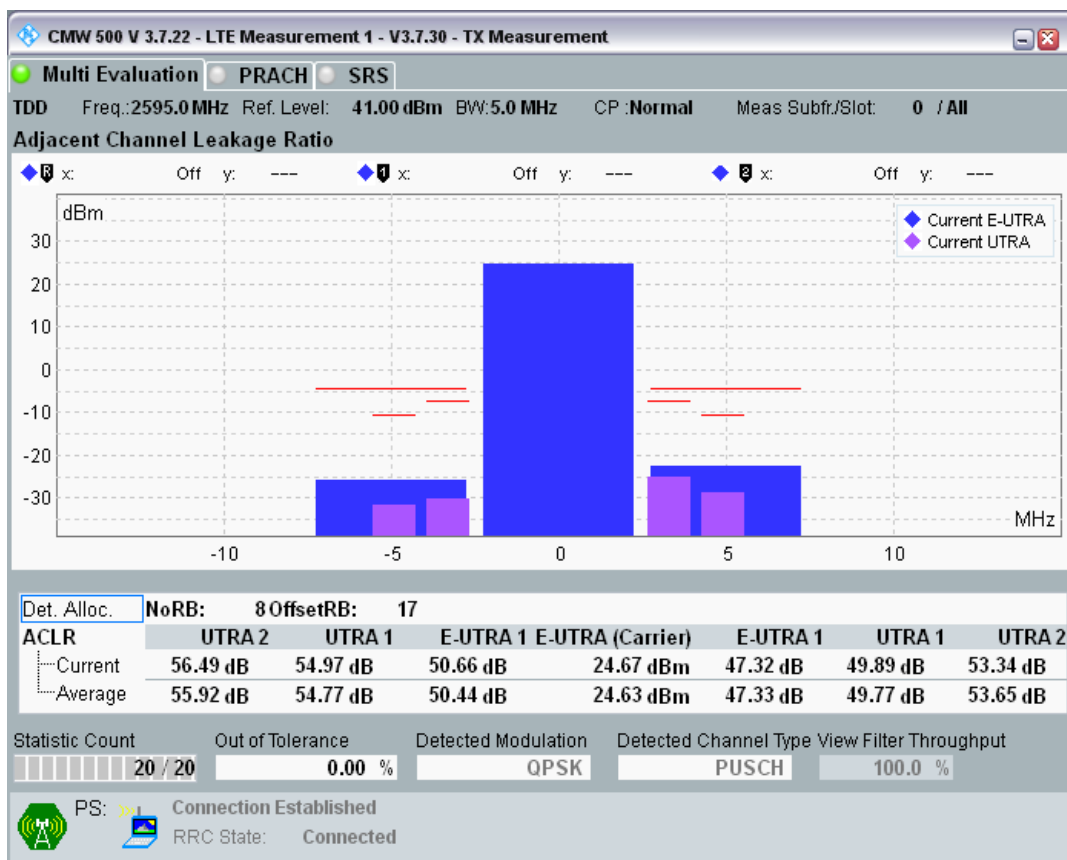 CMW 500 V 3.7.22 - LTE Measurement 1 - V3.7.30 - TX Measurement
Multi Evaluation PRACH SRS
TDD Freq.:2595.0 MHz Ref. Level: 41.00 dBm BW:5.0 MHz CP :Normal Meas Subfr./Slot: 0 / All
Adjacent Channel Leakage Ratio
R x: Off y: --- 1 x: Off y: --- 2 x: Off y: ---
dBm
Current E-UTRA
Current UTRA
30
20
10
0
-10
-20
-30
MHz
-10 -5 0 5 10
Det. Alloc. NoRB: 8 OffsetRB: 17
ACLR UTRA 2 UTRA 1 E-UTRA 1 E-UTRA (Carrier) E-UTRA 1 UTRA 1 UTRA 2
Current 56.49 dB 54.97 dB 50.66 dB 24.67 dBm 47.32 dB 49.89 dB 53.34 dB
Average 55.92 dB 54.77 dB 50.44 dB 24.63 dBm 47.33 dB 49.77 dB 53.65 dB
Statistic Count Out of Tolerance Detected Modulation Detected Channel Type View Filter Throughput
20 / 20 0.00 % QPSK PUSCH 100.0 %
PS: Connection Established
RRC State: Connected